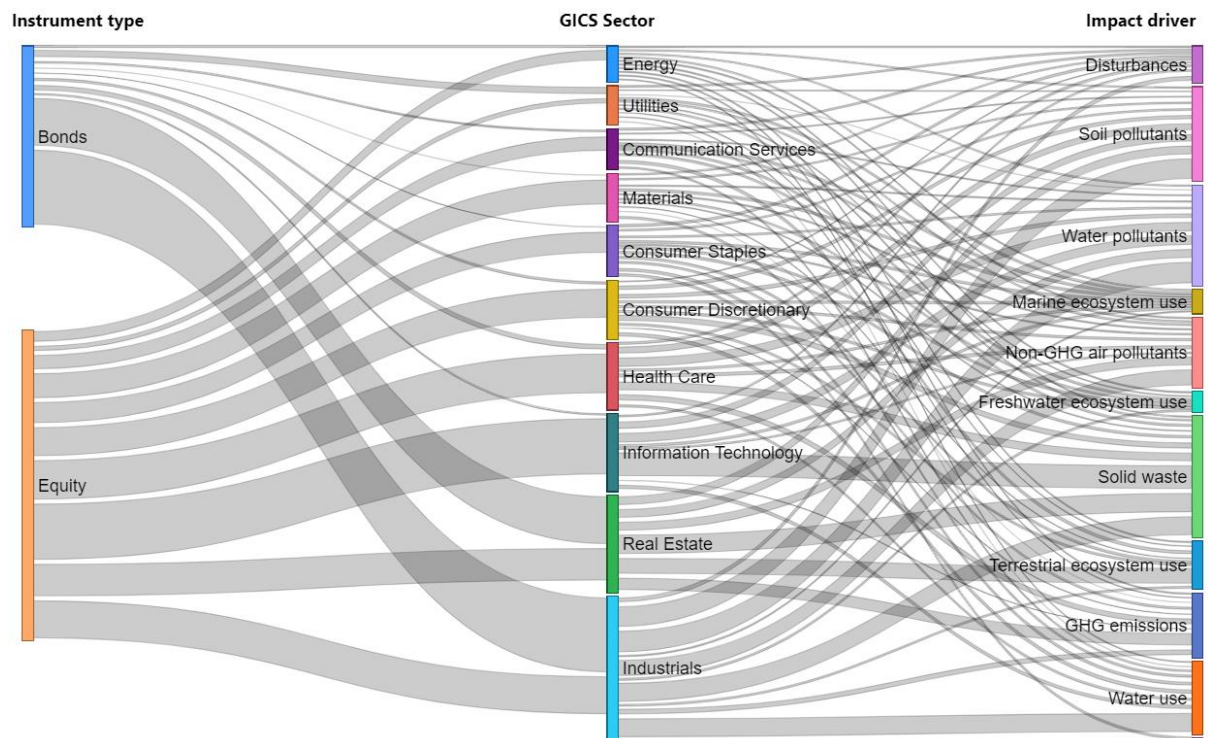 Instrument type
GICS Sector
Impact driver
Bonds
Equity
Energy
Utilities
Communication Services
Materials
Consumer Staples
Consumer Discretionary
Health Care
Information Technology
Real Estate
Industrials
Disturbances
Soil pollutants
Water pollutants
Marine ecosystem use
Non-GHG air pollutants
Freshwater ecosystem use
Solid waste
Terrestrial ecosystem use
GHG emissions
Water use